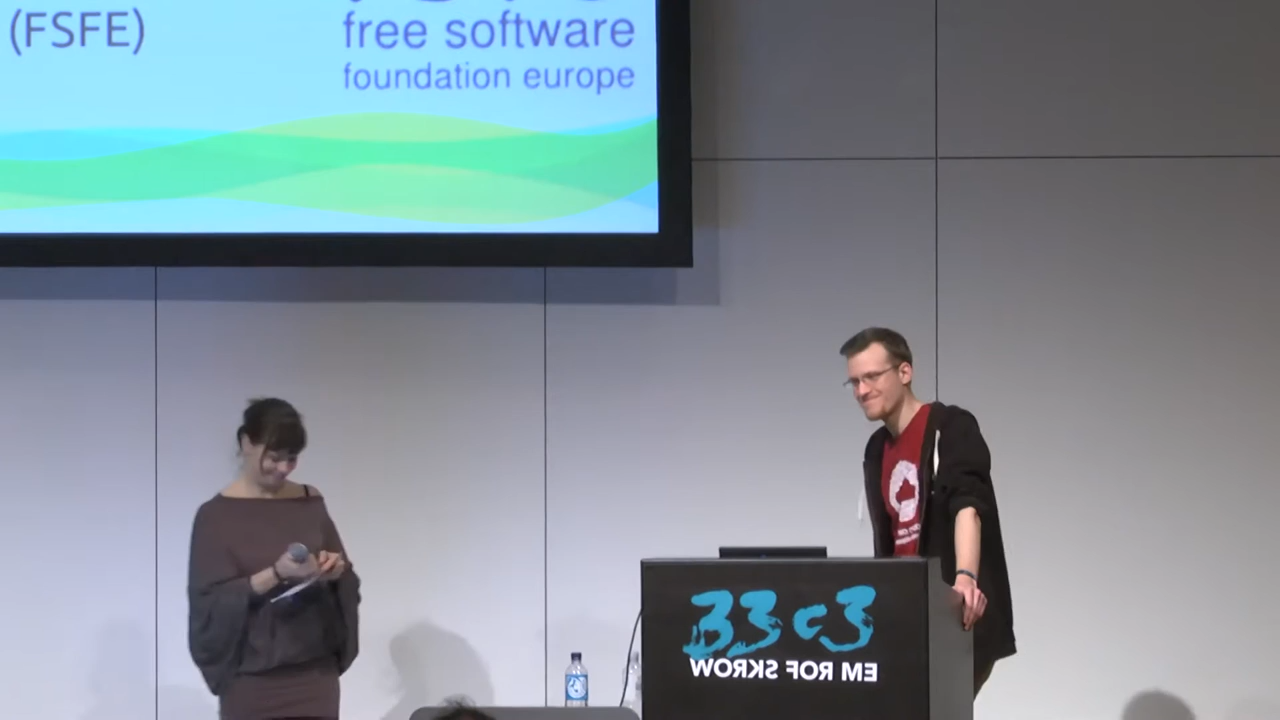 (FSFE)
free software
foundation europe
33c3
WORKS FOR ME